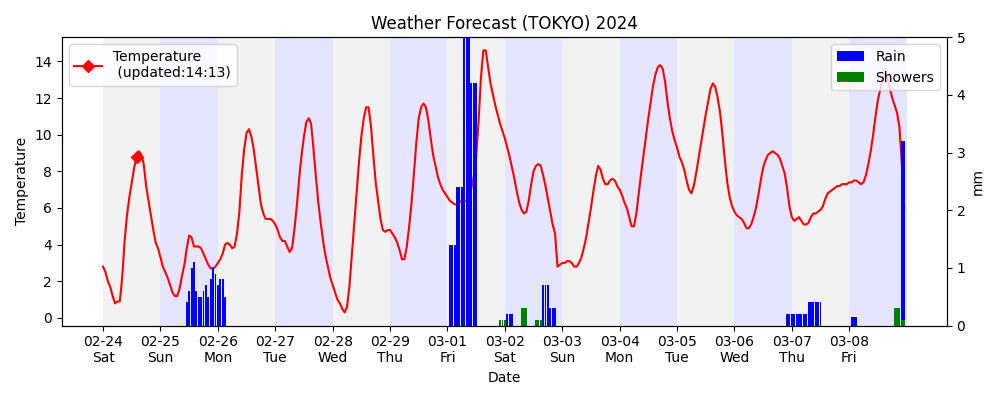 Weather Forecast (TOKYO) 2024
Temperature
(updated:14:13)
Rain
Showers
Temperature
14
12
10
8
6
4
2
0
5
4
3
2
1
0
mm
02-24 02-25 02-26 02-27 02-28 02-29 03-01 03-02 03-03 03-04 03-05 03-06 03-07 03-08
Sat Sun Mon Tue Wed Thu Fri Sat Sun Mon Tue Wed Thu Fri
Date